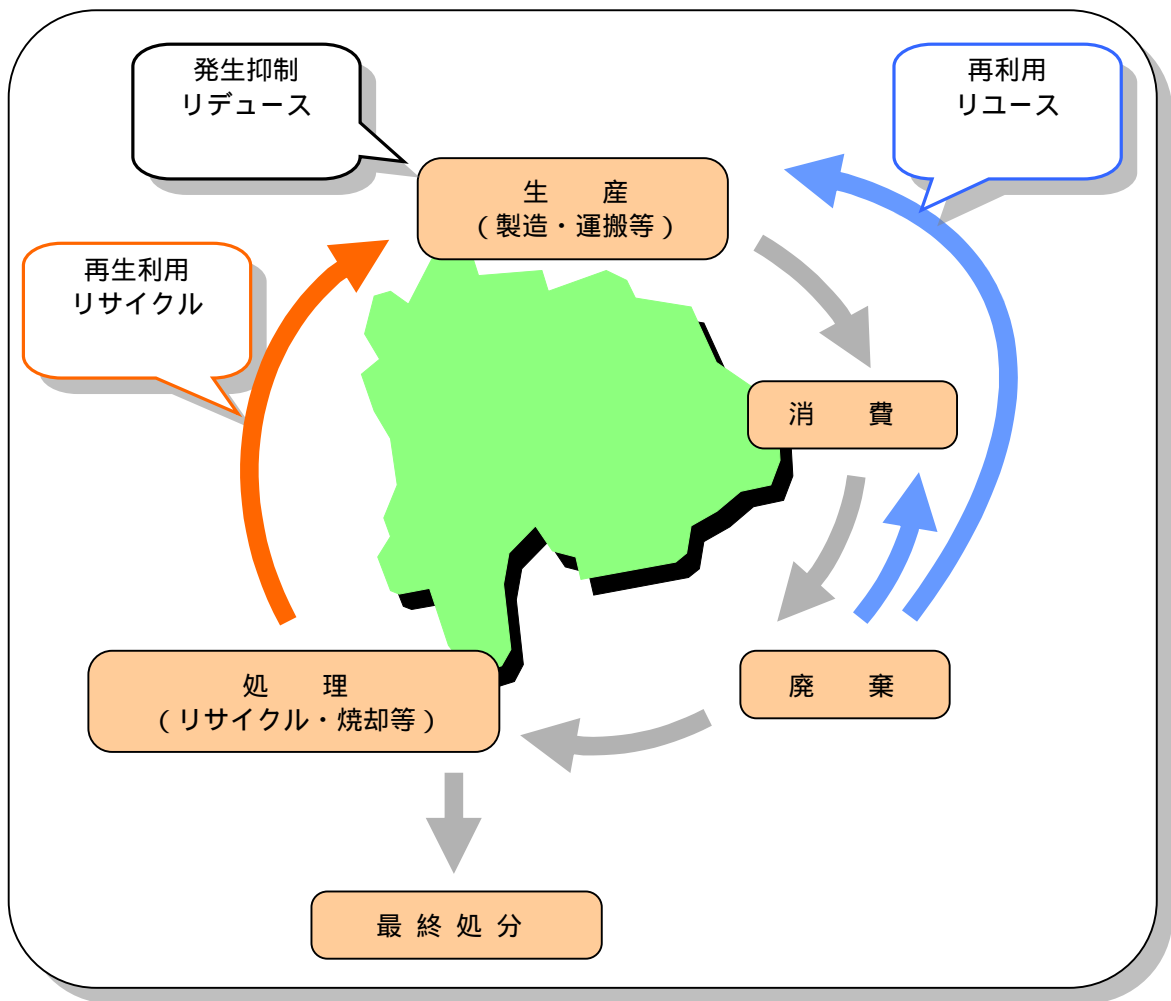 発生抑制
リデュース
再利用
リユース
生　　産
（製造・運搬等）
再生利用
リサイクル
消　　費
処　　理
（リサイクル・焼却等）
廃　　棄
最 終 処 分